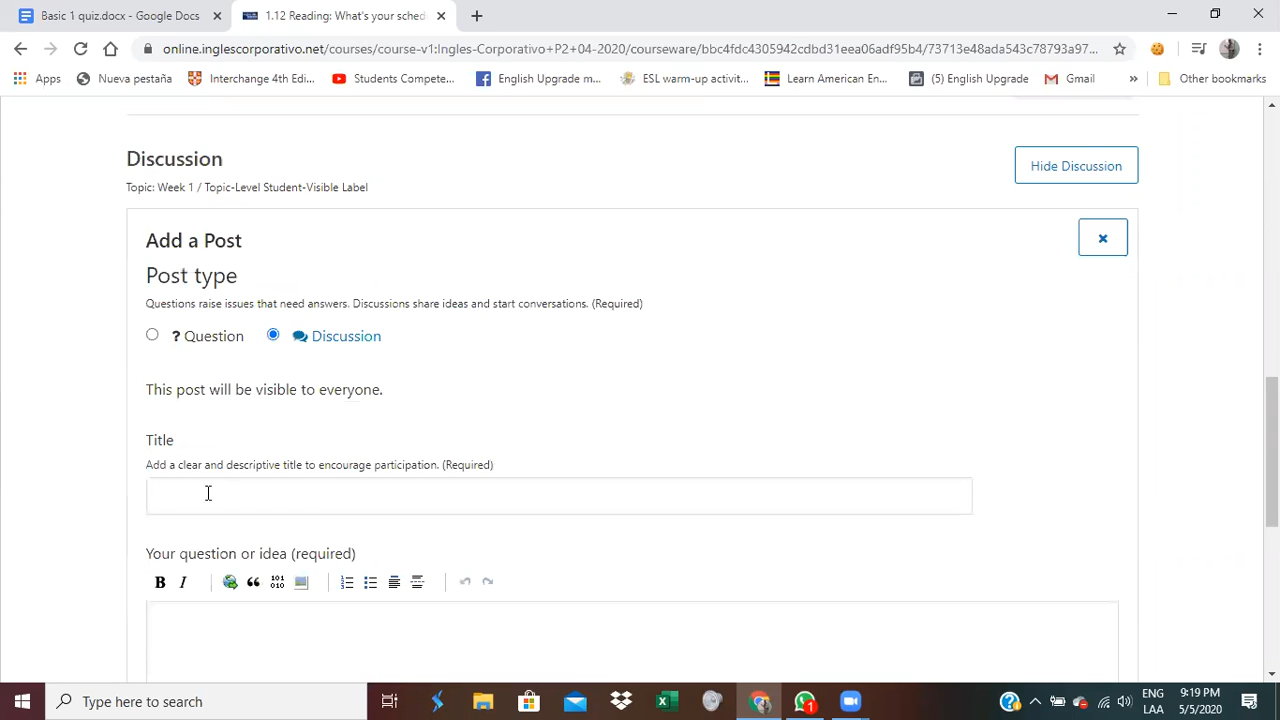 Basic 1 quiz.docx - Google Docs
1.12 Reading: What's your sched
online.inglescorporativo.net/courses/course-v1:Ingles-Corporativo+P2+04-2020/courseware/bbc4fdc4305942cdbd31eea06adf95b4/73713e48ada543c78793a97...
Apps
Nueva pestaña
Interchange 4th Edi...
Students Compete...
English Upgrade m...
ESL warm-up activit...
Learn American En...
(5) English Upgrade
Gmail
»
Other bookmarks
Discussion
Hide Discussion
Topic: Week 1 / Topic-Level Student-Visible Label
Add a Post
Post type
Questions raise issues that need answers. Discussions share ideas and start conversations. (Required)
? Question
Discussion
This post will be visible to everyone.
Title
Add a clear and descriptive title to encourage participation. (Required)
Your question or idea (required)
B I
101
010
Type here to search
1
ENG
LAA
9:19 PM
5/5/2020